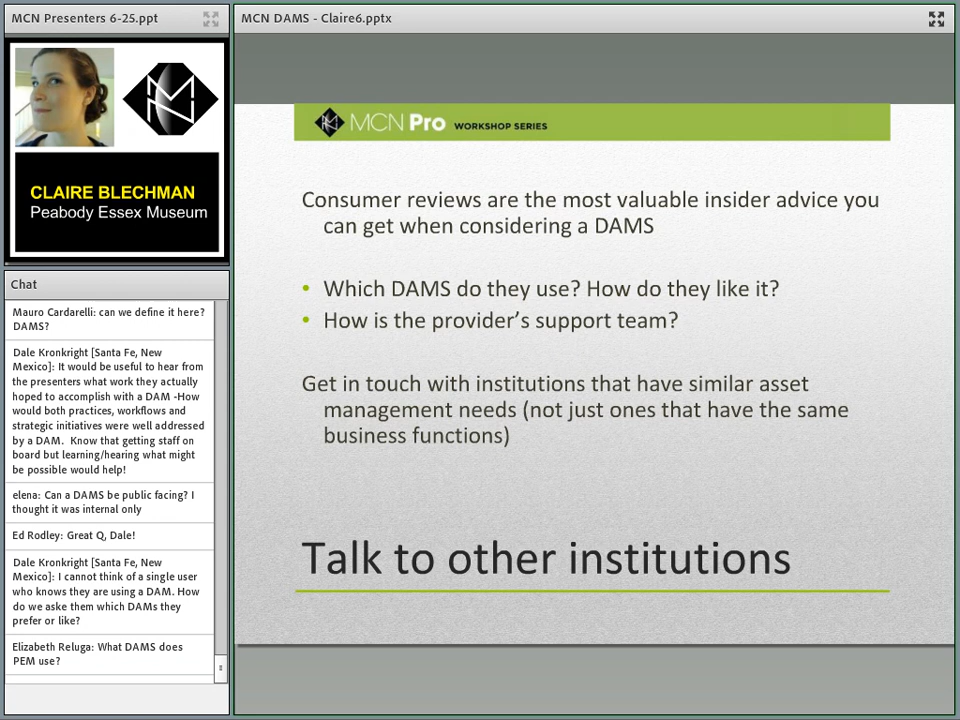 MCN Presenters 6-25.ppt
CLAIRE BLECHMAN
Peabody Essex Museum
Chat
Mauro Cardarelli: can we define it here?
DAMS?
Dale Kronkright [Santa Fe, New
Mexico]: It would be useful to hear from
the presenters what work they actually
hoped to accomplish with a DAM -How
would both practices, workflows and
strategic initiatives were well addressed
by a DAM.  Know that getting staff on
board but learning/hearing what might
be possible would help!
elena: Can a DAMS be public facing? I
thought it was internal only
Ed Rodley: Great Q, Dale!
Dale Kronkright [Santa Fe, New
Mexico]: I cannot think of a single user
who knows they are using a DAM. How
do we aske them which DAMs they
prefer or like?
Elizabeth Reluga: What DAMS does
PEM use?
MCN DAMS - Claire6.pptx
MCN Pro WORKSHOP SERIES
Consumer reviews are the most valuable insider advice you
can get when considering a DAMS
• Which DAMS do they use? How do they like it?
• How is the provider’s support team?
Get in touch with institutions that have similar asset
management needs (not just ones that have the same
business functions)
Talk to other institutions